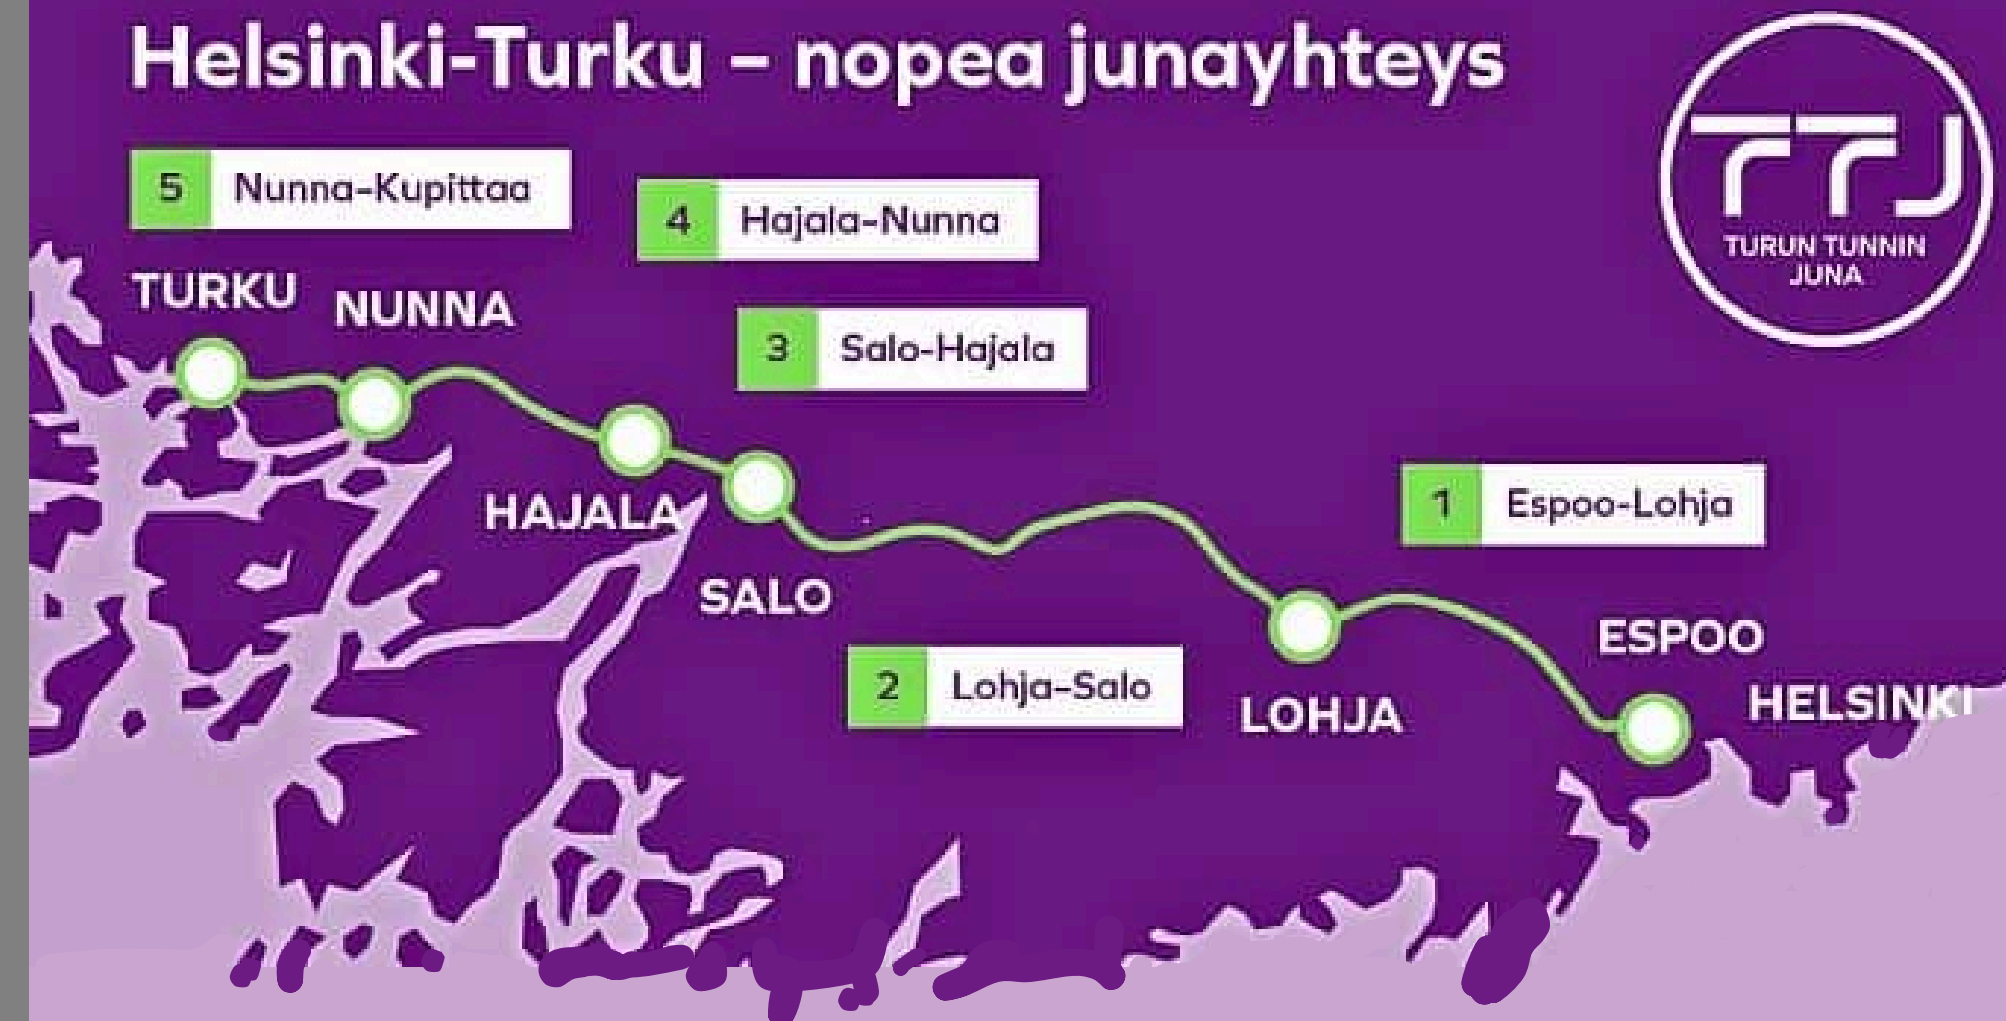 Helsinki-Turku – nopea junayhteys
TTJ
TURUN TUNNIN
JUNA
5 Nunna-Kupittaa
4 Hajala-Nunna
TURKU
NUNNA
3 Salo-Hajala
1 Espoo-Lohja
HAJALA
SALO
ESPOO
2 Lohja-Salo
LOHJA
HELSINKI